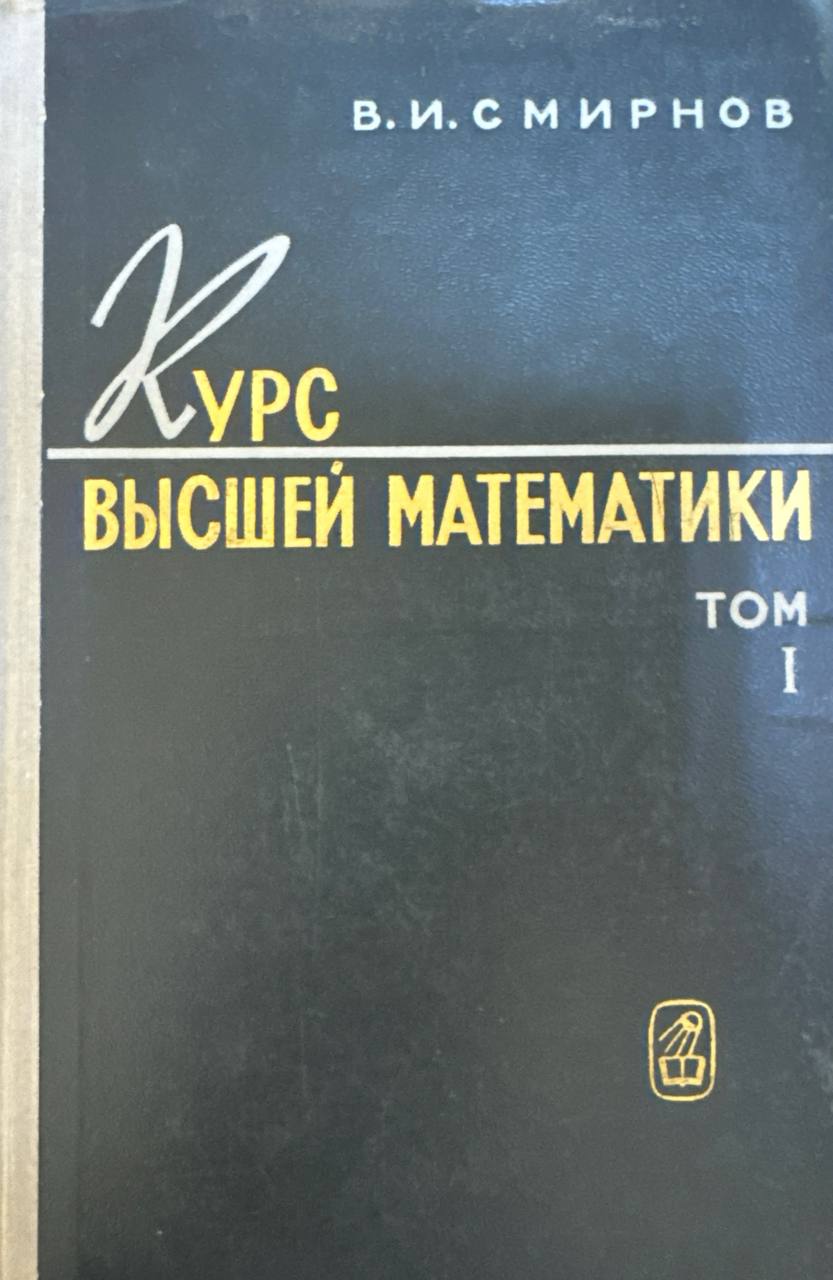 В. И. СМИРНОВ
КУРС
ВЫСШЕЙ МАТЕМАТИКИ
ТОМ
I